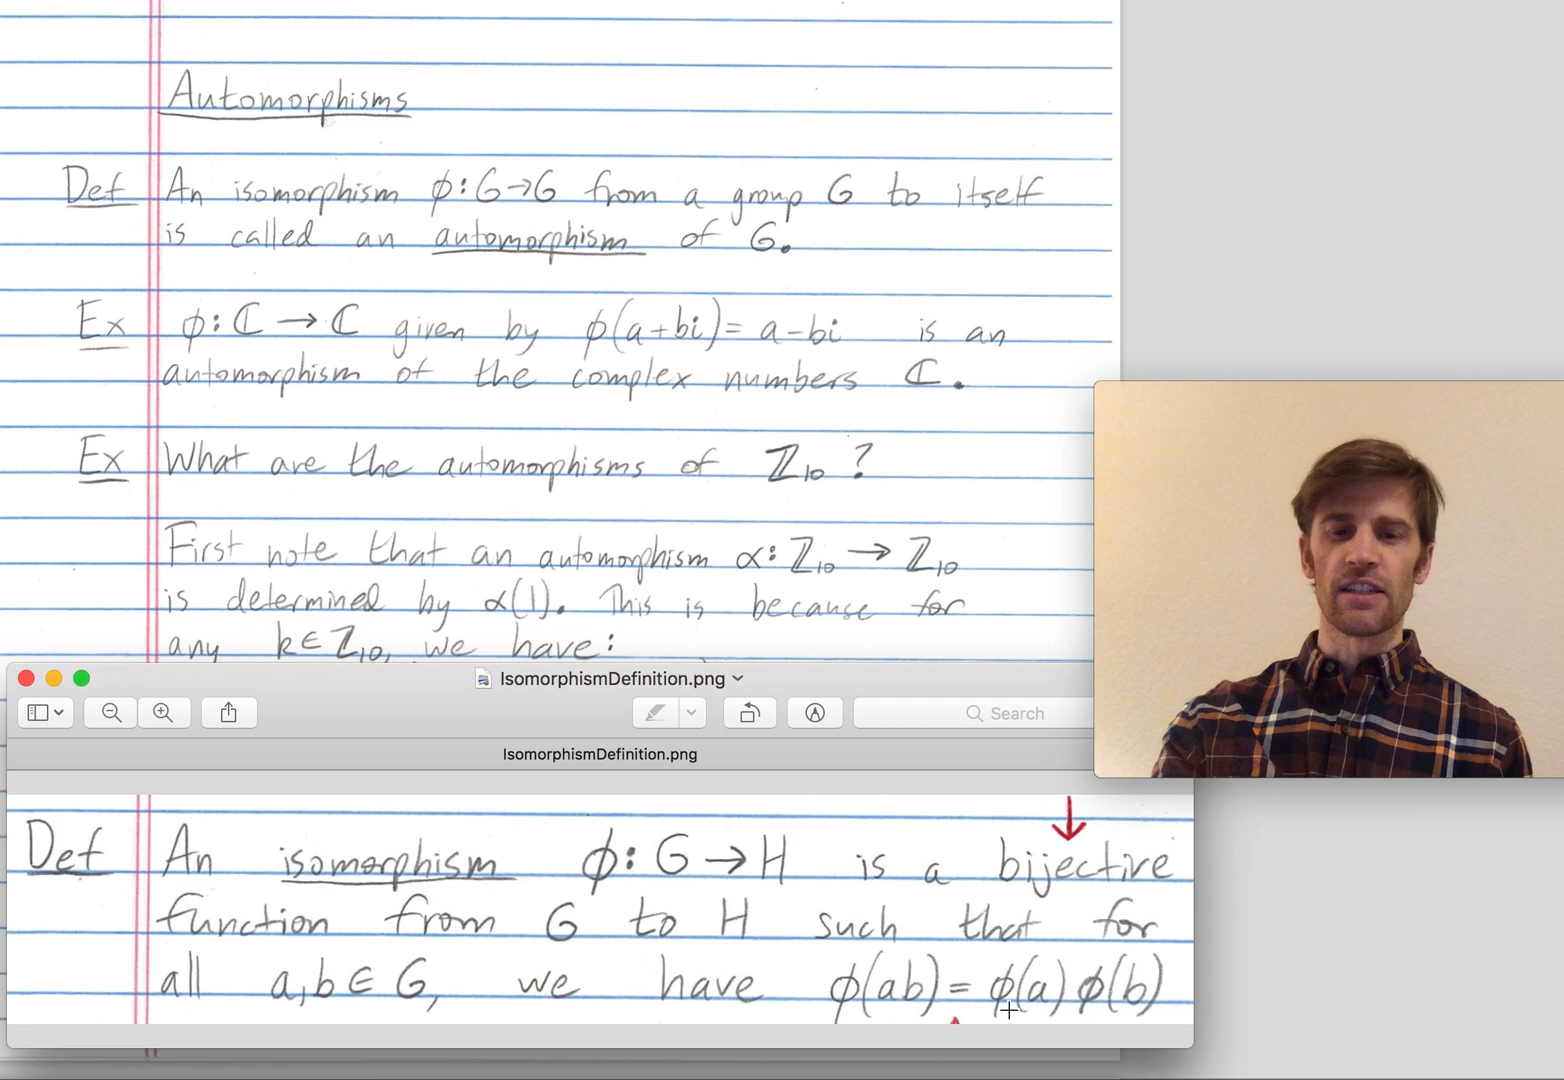 Automorphisms
Def An isomorphism ϕ: G→G from a group G to itself
is called an automorphism of G.
Ex ϕ: ℂ → ℂ given by ϕ(a+bi) = a-bi is an
automorphism of the complex numbers ℂ.
Ex What are the automorphisms of ℤ₁₀ ?
First note that an automorphism α: ℤ₁₀ → ℤ₁₀
is determined by α(1). This is because for
any k∈ℤ₁₀, we have:
IsomorphismDefinition.png
Search
IsomorphismDefinition.png
Def An isomorphism ϕ: G→H is a bijective
function from G to H such that for
all a,b∈G, we have ϕ(ab) = ϕ(a)ϕ(b)